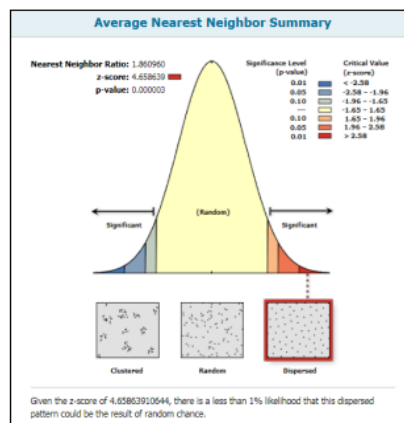 Average Nearest Neighbor Summary
Nearest Neighbor Ratio: 1.860960
z-score: 4.658639
p-value: 0.000003
Significance Level (p-value) Critical Value (z-score)
0.01 < -2.58
0.05 -2.58 - -1.96
0.10 -1.96 - -1.65
--- -1.65 - 1.65
0.10 1.65 - 1.96
0.05 1.96 - 2.58
0.01 > 2.58
Significant (Random) Significant
Clustered Random Dispersed
Given the z-score of 4.65863910644, there is a less than 1% likelihood that this dispersed
pattern could be the result of random chance.